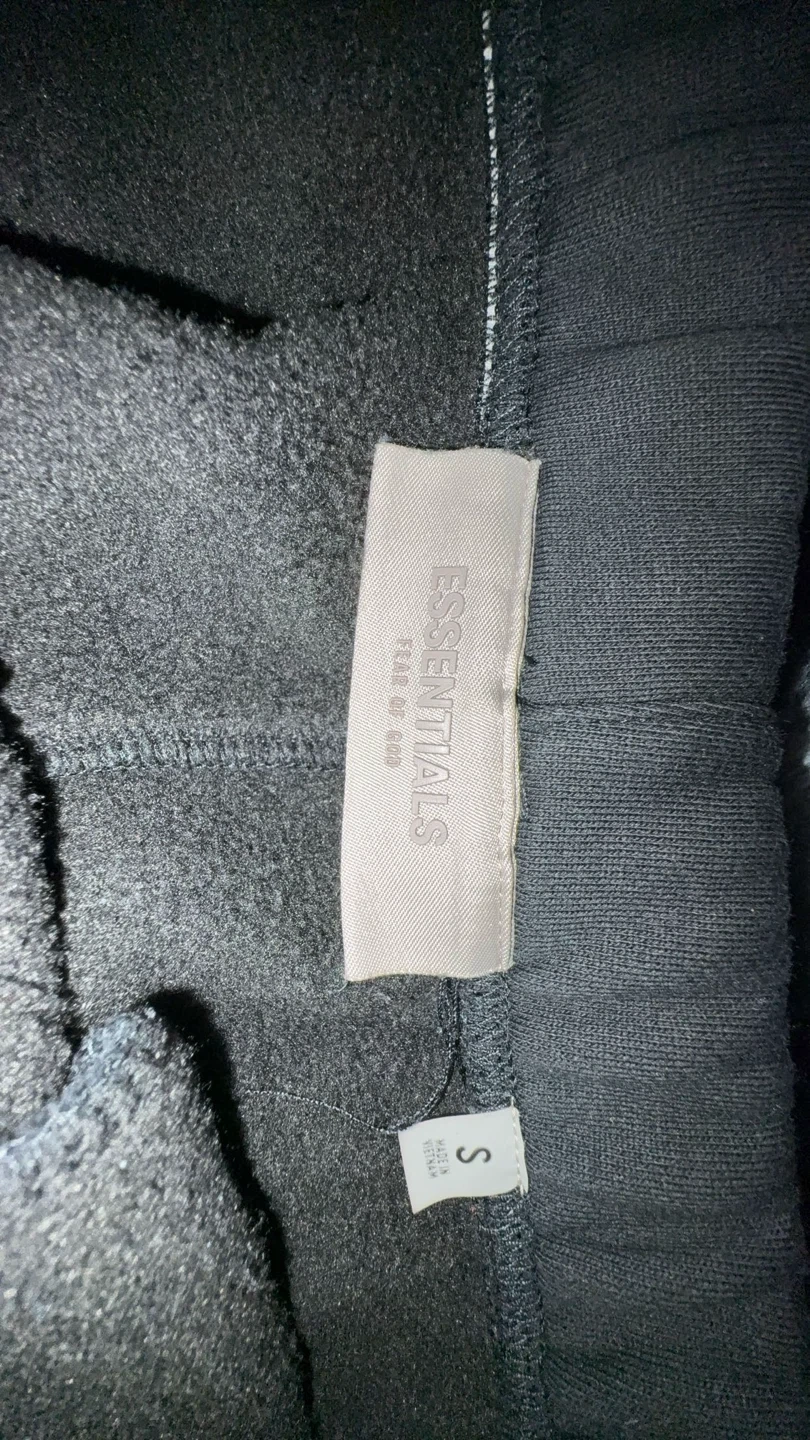 ESSENTIALS
FEAR OF GOD
S
MADE IN
VIETNAM